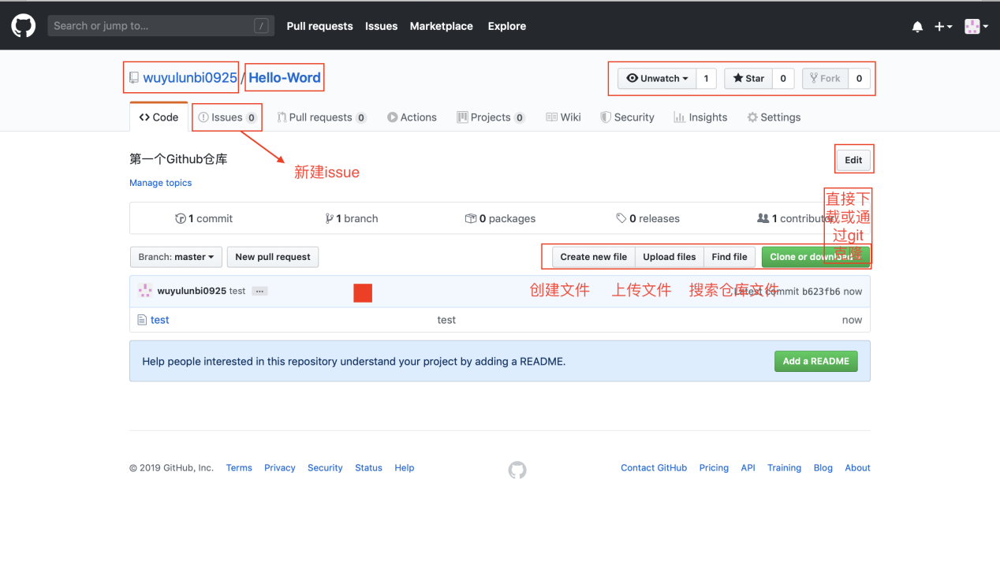 Search or jump to... / Pull requests Issues Marketplace Explore
wuyulunbi0925 / Hello-Word Unwatch 1 Star 0 Fork 0
Code Issues 0 Pull requests 0 Actions Projects 0 Wiki Security Insights Settings
第一个Github仓库 Edit
新建issue
Manage topics
直接下
载或通
过git
克隆
1 commit 1 branch 0 packages 0 releases 1 contributor
Branch: master New pull request Create new file Upload files Find file Clone or download
创建文件 上传文件 搜索仓库文件
wuyulunbi0925 test ... Latest commit b623fb6 now
test test now
Help people interested in this repository understand your project by adding a README. Add a README
© 2019 GitHub, Inc. Terms Privacy Security Status Help Contact GitHub Pricing API Training Blog About